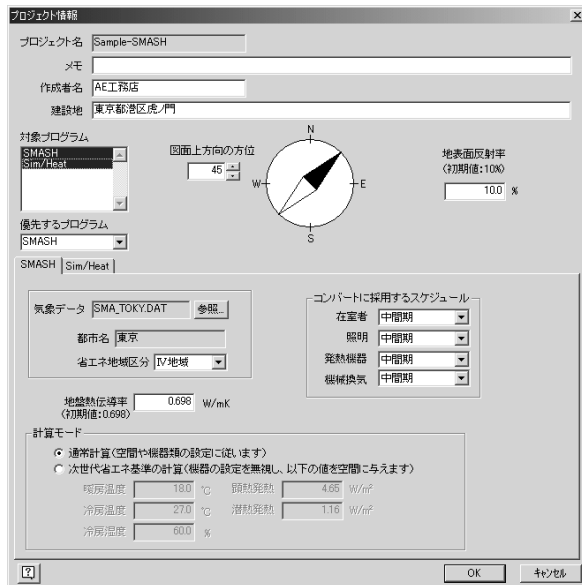 プロジェクト情報
プロジェクト名 Sample-SMASH
メモ
作成者名 AE工務店
建設地 東京都港区虎ノ門
対象プログラム
SMASH
Sim/Heat
図面上方向の方位
45
N
W
E
S
地表面反射率
(初期値:10%)
10.0 %
優先するプログラム
SMASH
SMASH Sim/Heat
気象データ SMA_TOKY.DAT 参照...
都市名 東京
省エネ地域区分 IV地域
コンバートに採用するスケジュール
在室者 中間期
照明 中間期
発熱機器 中間期
機械換気 中間期
地盤熱伝導率 0.698 W/mK
(初期値:0.698)
計算モード
通常計算(空間や機器類の設定に従います)
次世代省エネ基準の計算(機器の設定を無視し、以下の値を空間に与えます)
暖房温度 18.0 ℃ 顕熱発熱 4.65 W/㎡
冷房温度 27.0 ℃ 潜熱発熱 1.16 W/㎡
冷房湿度 60.0 %
?
OK キャンセル